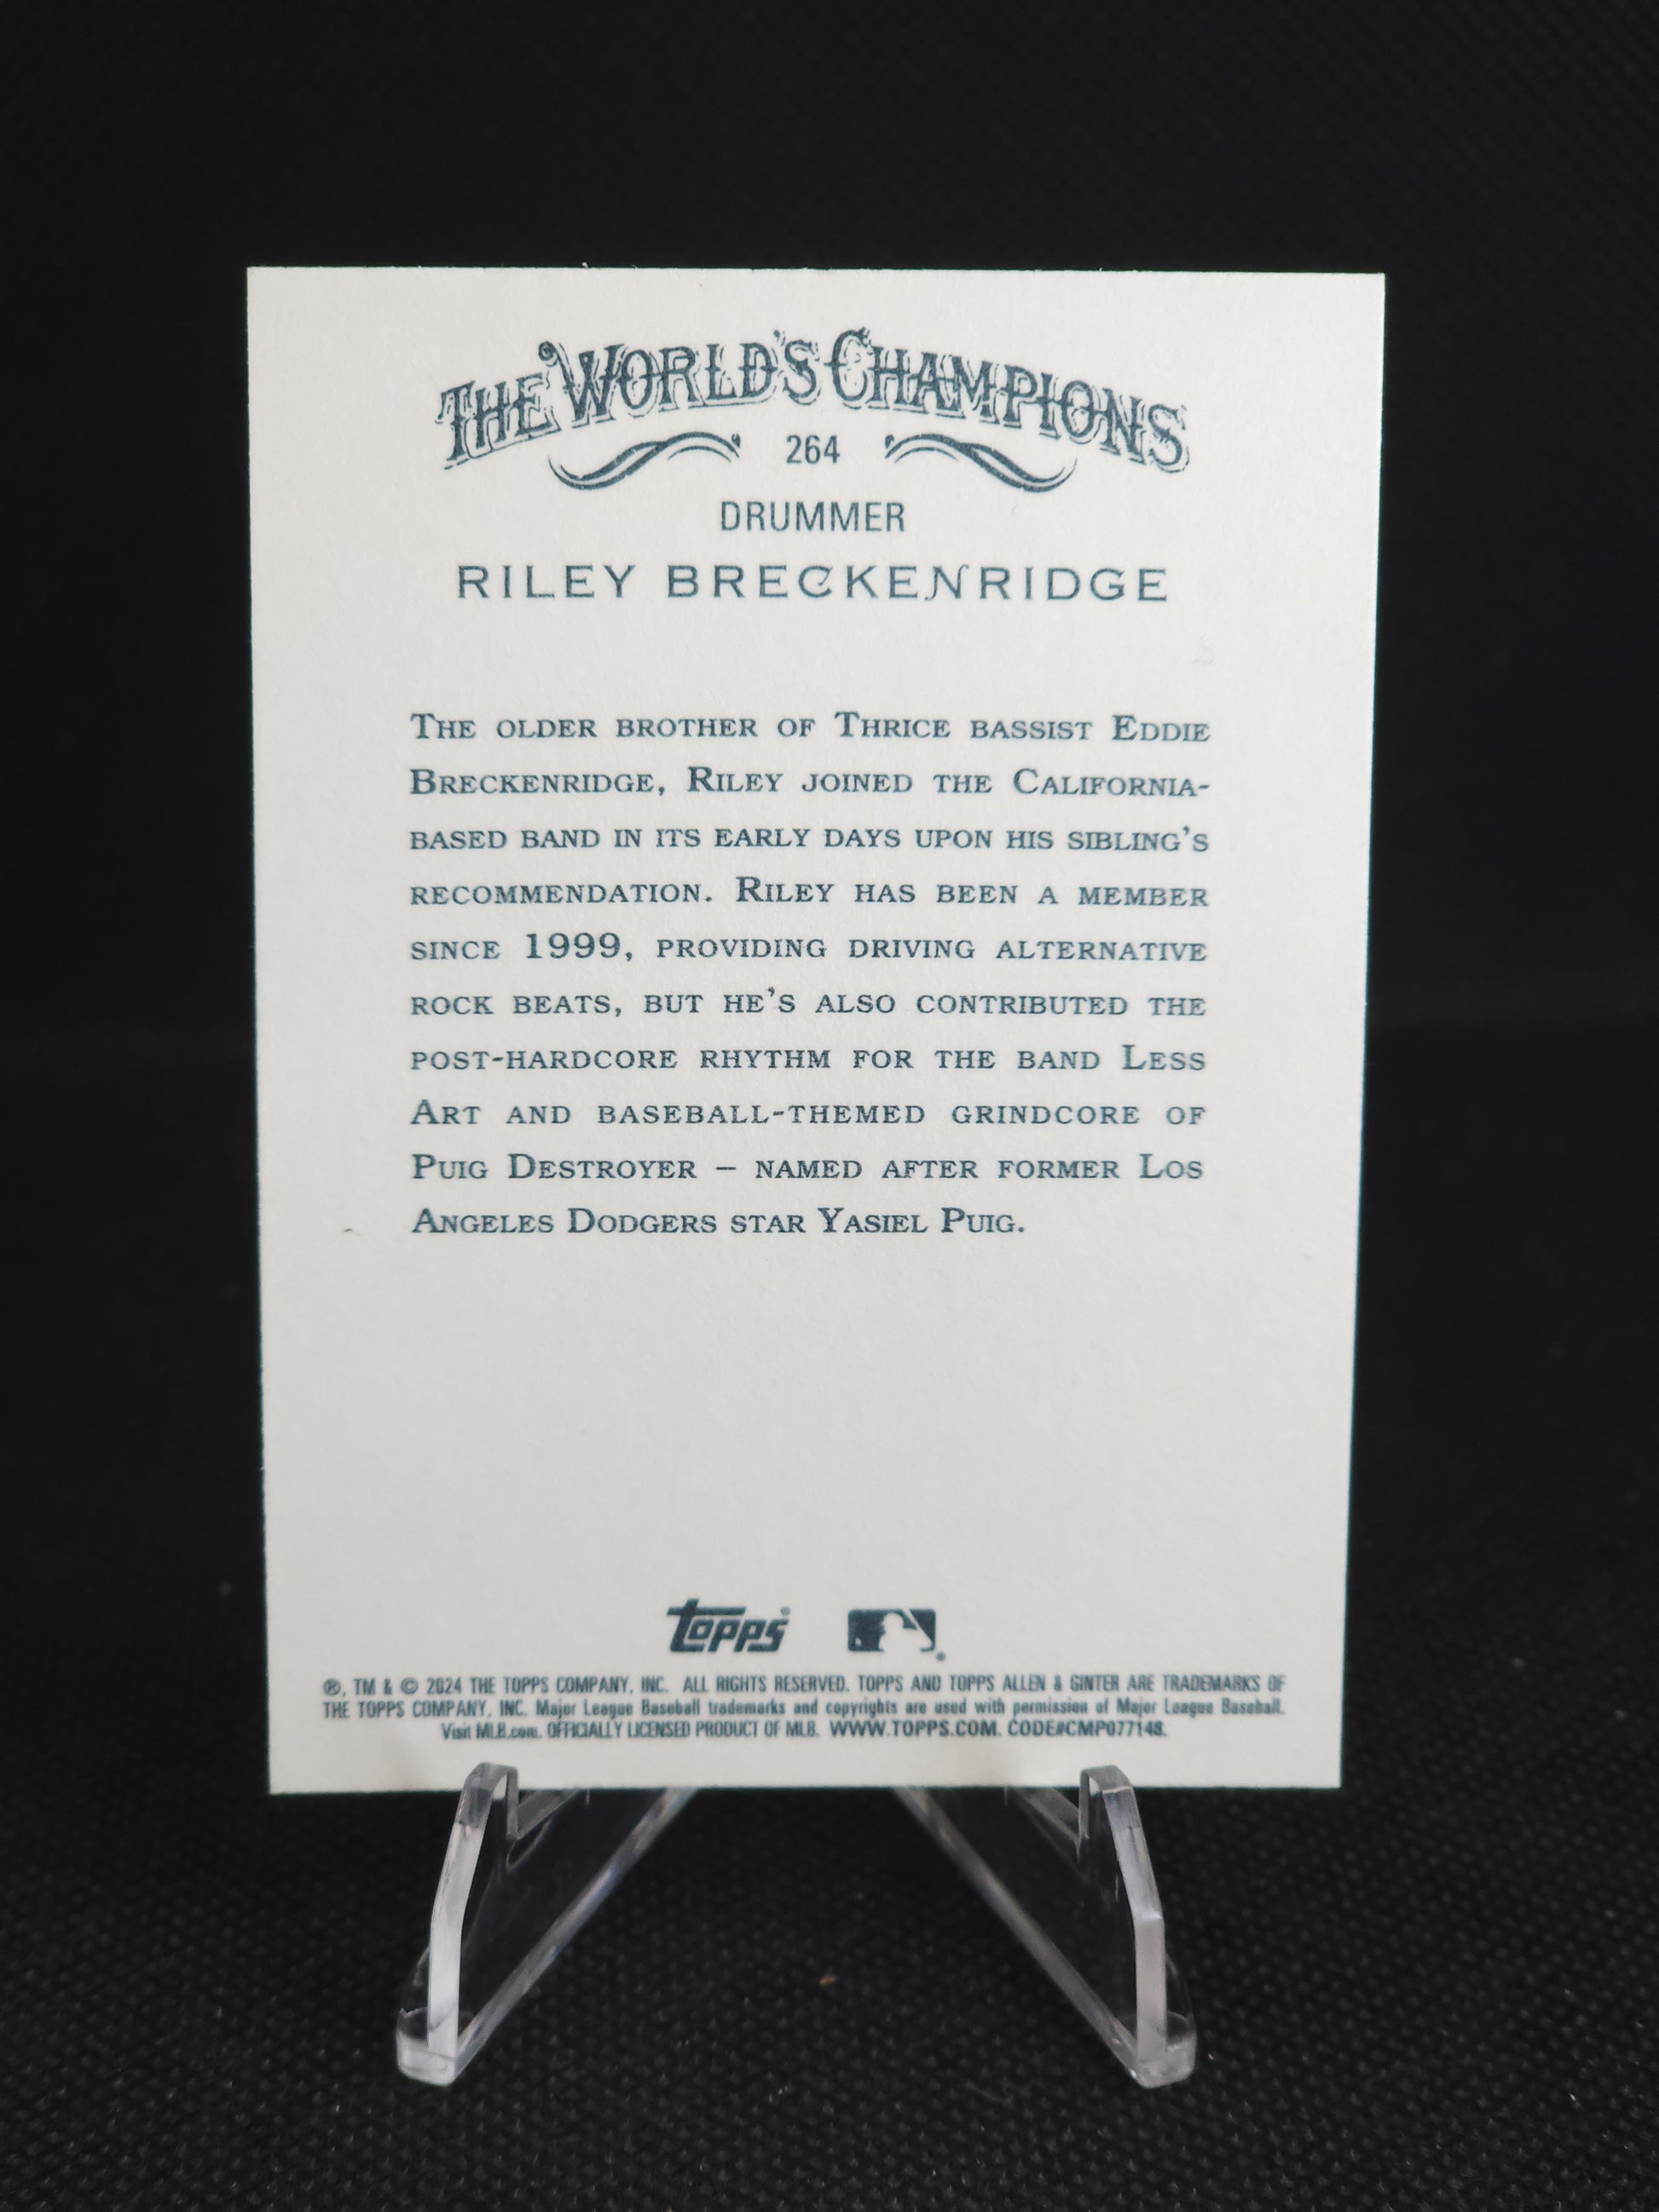 THE WORLD'S CHAMPIONS
264
DRUMMER
RILEY BRECKENRIDGE
THE OLDER BROTHER OF THRICE BASSIST EDDIE
BRECKENRIDGE, RILEY JOINED THE CALIFORNIA-
BASED BAND IN ITS EARLY DAYS UPON HIS SIBLING'S
RECOMMENDATION. RILEY HAS BEEN A MEMBER
SINCE 1999, PROVIDING DRIVING ALTERNATIVE
ROCK BEATS, BUT HE'S ALSO CONTRIBUTED THE
POST-HARDCORE RHYTHM FOR THE BAND LESS
ART AND BASEBALL-THEMED GRINDCORE OF
PUIG DESTROYER – NAMED AFTER FORMER LOS
ANGELES DODGERS STAR YASIEL PUIG.
topps®
®, TM & © 2024 THE TOPPS COMPANY, INC. ALL RIGHTS RESERVED. TOPPS AND TOPPS ALLEN & GINTER ARE TRADEMARKS OF
THE TOPPS COMPANY, INC. Major League Baseball trademarks and copyrights are used with permission of Major League Baseball.
Visit MLB.com. OFFICIALLY LICENSED PRODUCT OF MLB. WWW.TOPPS.COM. CODE#CMP077148.